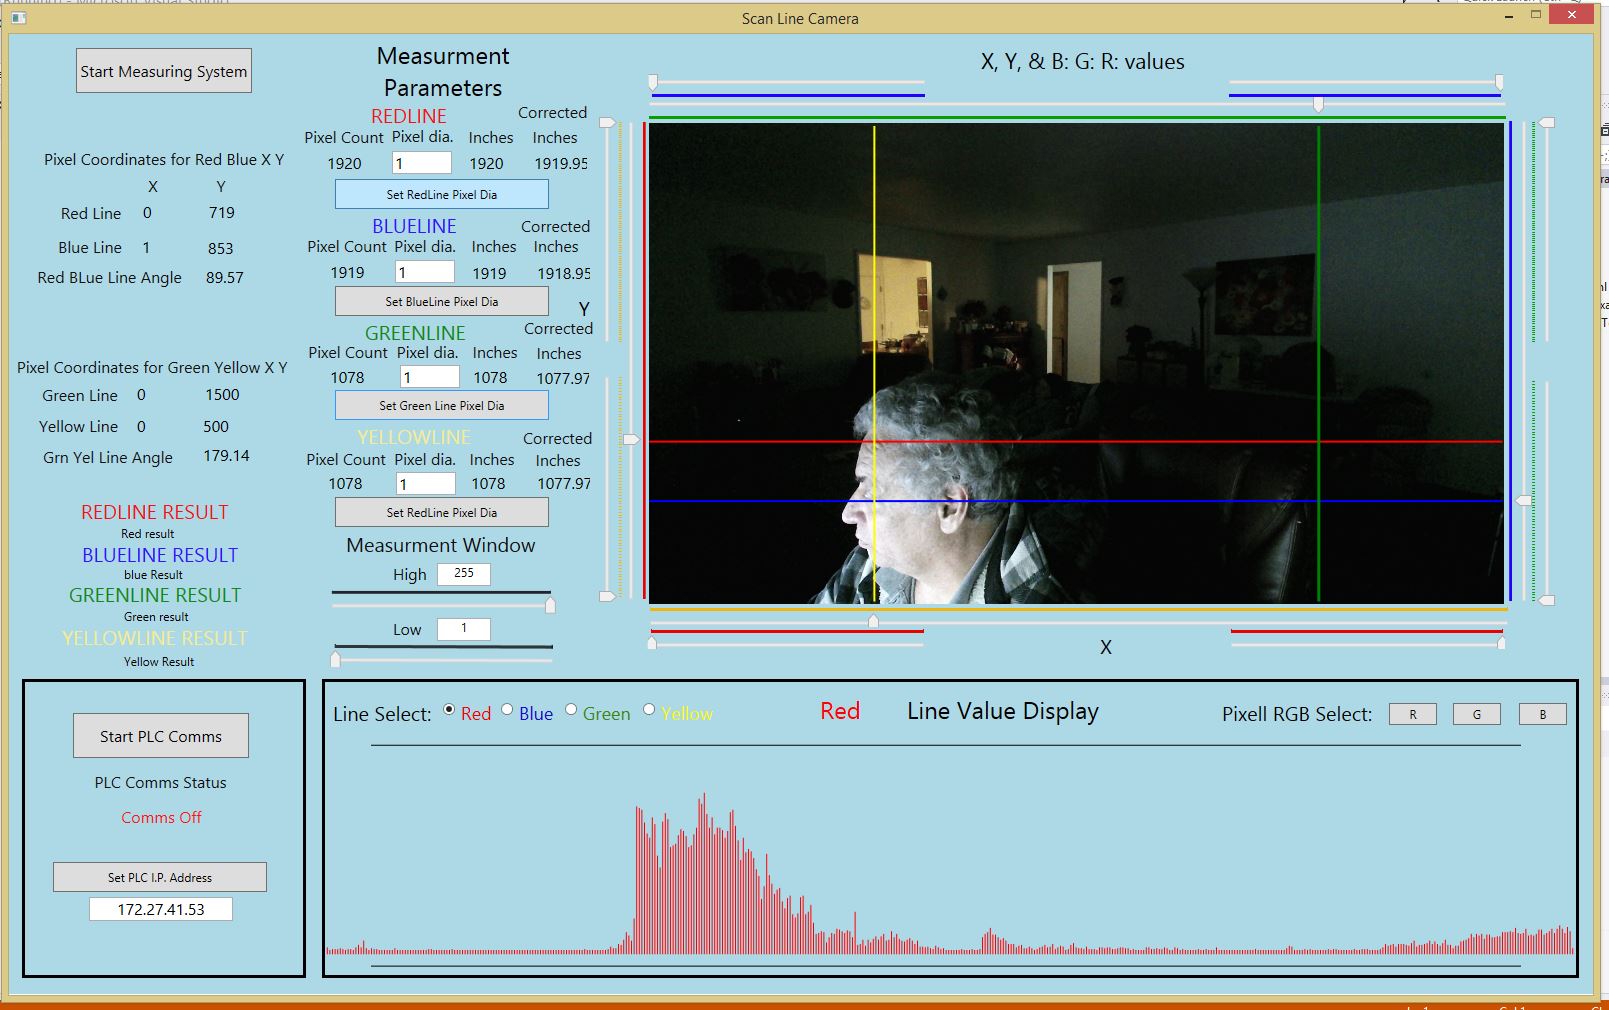 Scan Line Camera
Start Measuring System
Measurment
Parameters
X, Y, & B: G: R: values
REDLINE
Corrected
Pixel Count Pixel dia. Inches Inches
1920 1 1920 1919.95
Set RedLine Pixel Dia
Pixel Coordinates for Red Blue X Y
X Y
Red Line 0 719
Blue Line 1 853
Red BLue Line Angle 89.57
BLUELINE
Corrected
Pixel Count Pixel dia. Inches Inches
1919 1 1919 1918.95
Set BlueLine Pixel Dia
Y
GREENLINE
Corrected
Pixel Count Pixel dia. Inches Inches
1078 1 1078 1077.97
Set Green Line Pixel Dia
Pixel Coordinates for Green Yellow X Y
Green Line 0 1500
Yellow Line 0 500
Grn Yel Line Angle 179.14
YELLOWLINE
Corrected
Pixel Count Pixel dia. Inches Inches
1078 1 1078 1077.97
Set RedLine Pixel Dia
REDLINE RESULT
Red result
BLUELINE RESULT
blue Result
GREENLINE RESULT
Green result
YELLOWLINE RESULT
Yellow Result
Measurment Window
High 255
Low 1
X
Start PLC Comms
PLC Comms Status
Comms Off
Set PLC I.P. Address
172.27.41.53
Line Select: Red Blue Green Yellow
Red
Line Value Display
Pixell RGB Select: R G B